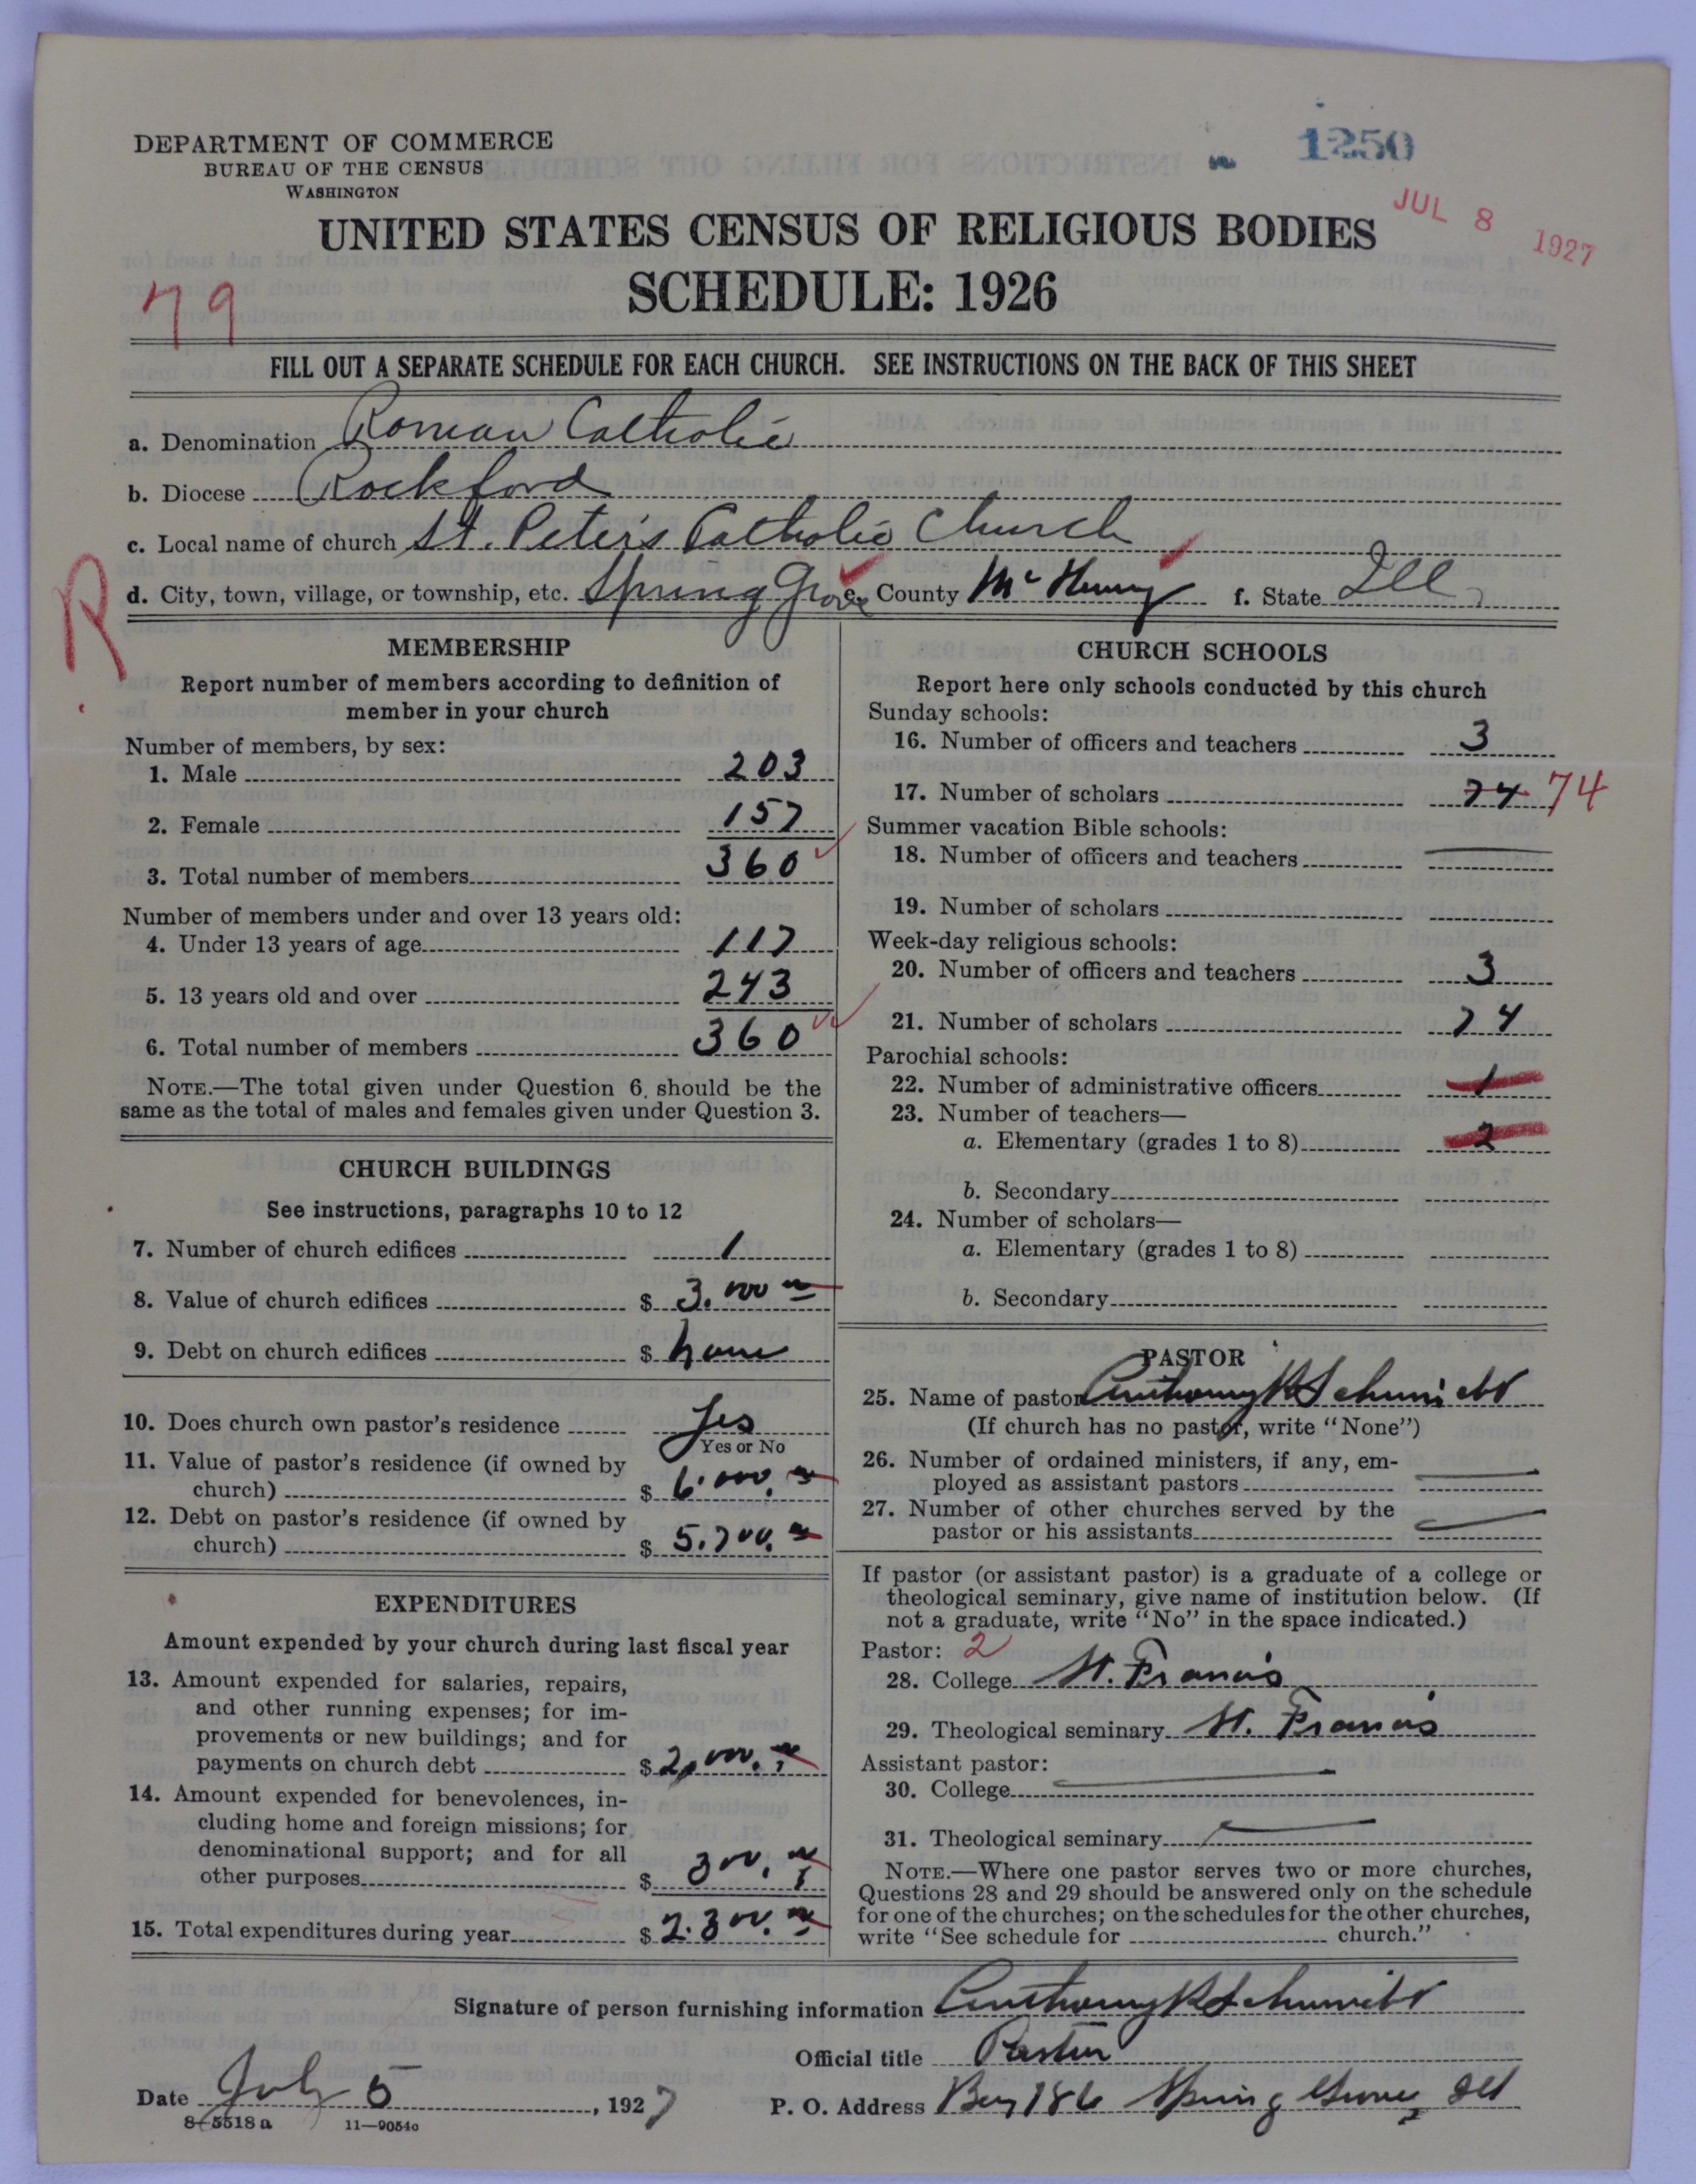 1250
DEPARTMENT OF COMMERCE
BUREAU OF THE CENSUS
WASHINGTON
JUL 8 1927
UNITED STATES CENSUS OF RELIGIOUS BODIES
SCHEDULE: 1926
79
FILL OUT A SEPARATE SCHEDULE FOR EACH CHURCH. SEE INSTRUCTIONS ON THE BACK OF THIS SHEET
a. Denomination Roman Catholic
b. Diocese Rockford
c. Local name of church St. Peter's Catholic Church
d. City, town, village, or township, etc. Spring Grove e. County McHenry f. State Ill
R
MEMBERSHIP
Report number of members according to definition of
member in your church
Number of members, by sex:
1. Male 203
2. Female 157
3. Total number of members 360
Number of members under and over 13 years old:
4. Under 13 years of age 117
5. 13 years old and over 243
6. Total number of members 360
NOTE.—The total given under Question 6, should be the
same as the total of males and females given under Question 3.
CHURCH BUILDINGS
See instructions, paragraphs 10 to 12
7. Number of church edifices 1
8. Value of church edifices $ 3.000 00
9. Debt on church edifices $ none
10. Does church own pastor's residence Yes
Yes or No
11. Value of pastor's residence (if owned by
church) $ 6.000. 00
12. Debt on pastor's residence (if owned by
church) $ 5.700. 00
EXPENDITURES
Amount expended by your church during last fiscal year
13. Amount expended for salaries, repairs,
and other running expenses; for im-
provements or new buildings; and for
payments on church debt $ 2,000. 00
14. Amount expended for benevolences, in-
cluding home and foreign missions; for
denominational support; and for all
other purposes $ 300. 00
15. Total expenditures during year $ 2.300. 00
CHURCH SCHOOLS
Report here only schools conducted by this church
Sunday schools:
16. Number of officers and teachers 3
17. Number of scholars 74 74
Summer vacation Bible schools:
18. Number of officers and teachers
19. Number of scholars
Week-day religious schools:
20. Number of officers and teachers 3
21. Number of scholars 74
Parochial schools:
22. Number of administrative officers 1
23. Number of teachers—
a. Elementary (grades 1 to 8) 2
b. Secondary
24. Number of scholars—
a. Elementary (grades 1 to 8)
b. Secondary
PASTOR
25. Name of pastor Anthony R Schmidt
(If church has no pastor, write "None")
26. Number of ordained ministers, if any, em-
ployed as assistant pastors
27. Number of other churches served by the
pastor or his assistants
If pastor (or assistant pastor) is a graduate of a college or
theological seminary, give name of institution below. (If
not a graduate, write "No" in the space indicated.)
Pastor: 2
28. College St. Francis
29. Theological seminary St. Francis
Assistant pastor:
30. College
31. Theological seminary
NOTE.—Where one pastor serves two or more churches,
Questions 28 and 29 should be answered only on the schedule
for one of the churches; on the schedules for the other churches,
write "See schedule for church."
Signature of person furnishing information Anthony R Schmidt
Official title Pastor
Date July 5, 1927
P. O. Address Box 186 Spring Grove, Ill
8-5518 a 11—9054o